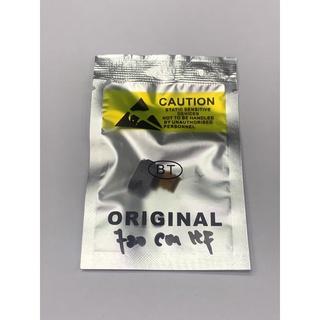 CAUTION
STATIC SENSITIVE
DEVICES
NOT TO BE HANDLED
BY UNAUTHORISED
PERSONNEL
BT
ORIGINAL